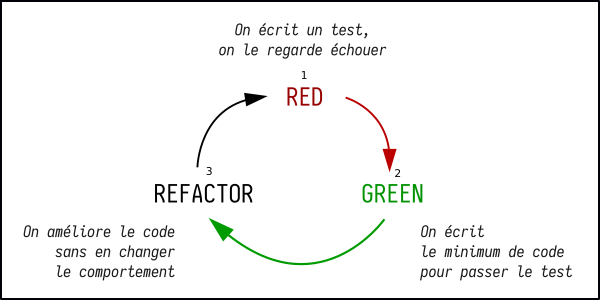 On écrit un test,
on le regarde échouer
1
RED
2
GREEN
On écrit
le minimum de code
pour passer le test
3
REFACTOR
On améliore le code
sans en changer
le comportement